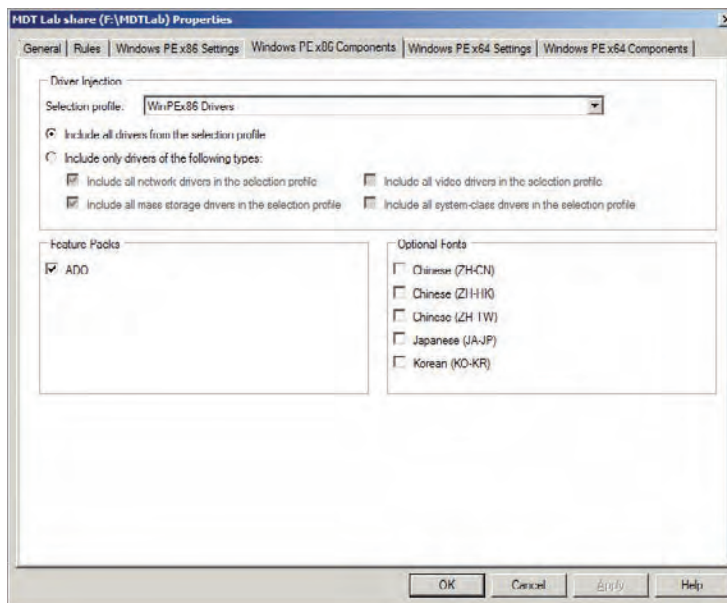 MDT Lab share (F:\MDTLab) Properties
General
Rules
Windows PE x86 Settings
Windows PE x86 Components
Windows PE x64 Settings
Windows PE x64 Components
Driver Injection
Selection profile: WinPEx86 Drivers
Include all drivers from the selection profile
Include only drivers of the following types:
Include all network drivers in the selection profile
Include all video drivers in the selection profile
Include all mass storage drivers in the selection profile
Include all system-class drivers in the selection profile
Feature Packs
ADO
Optional Fonts
Chinese (ZH-CN)
Chinese (ZH-HK)
Chinese (ZH-TW)
Japanese (JA-JP)
Korean (KO-KR)
OK
Cancel
Apply
Help